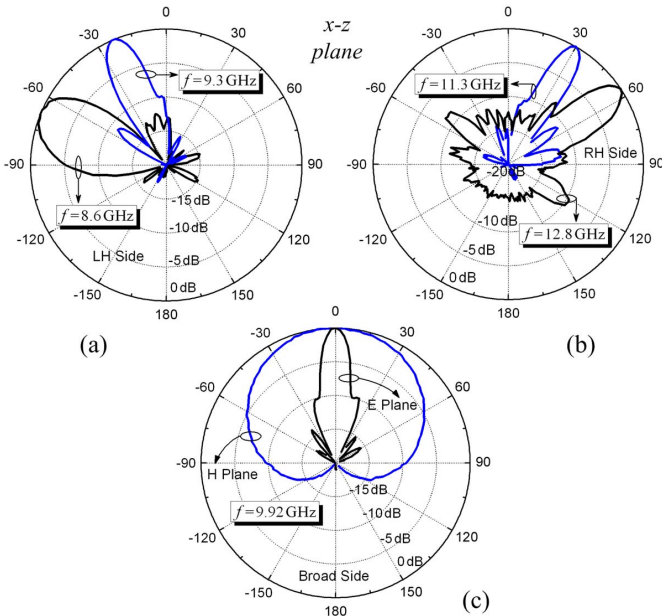 x-z
plane
0
-30
30
-60
60
-90
90
-120
120
-150
150
180
f=9.3 GHz
f=8.6 GHz
-15 dB
-10 dB
-5 dB
0 dB
LH Side
(a)
0
-30
30
-60
60
-90
90
-120
120
-150
150
180
f=11.3 GHz
RH Side
-20 dB
-10 dB
-5 dB
0 dB
f=12.8 GHz
(b)
0
-30
30
-60
60
-90
90
-120
120
-150
150
180
E Plane
H Plane
f=9.92 GHz
-15 dB
-10 dB
-5 dB
0 dB
Broad Side
(c)